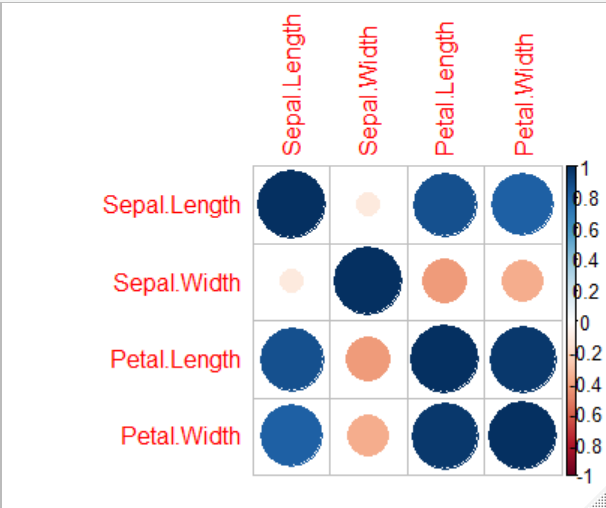 Sepal.Length
Sepal.Width
Petal.Length
Petal.Width
Sepal.Length
Sepal.Width
Petal.Length
Petal.Width
1
0.8
0.6
0.4
0.2
0
-0.2
-0.4
-0.6
-0.8
-1